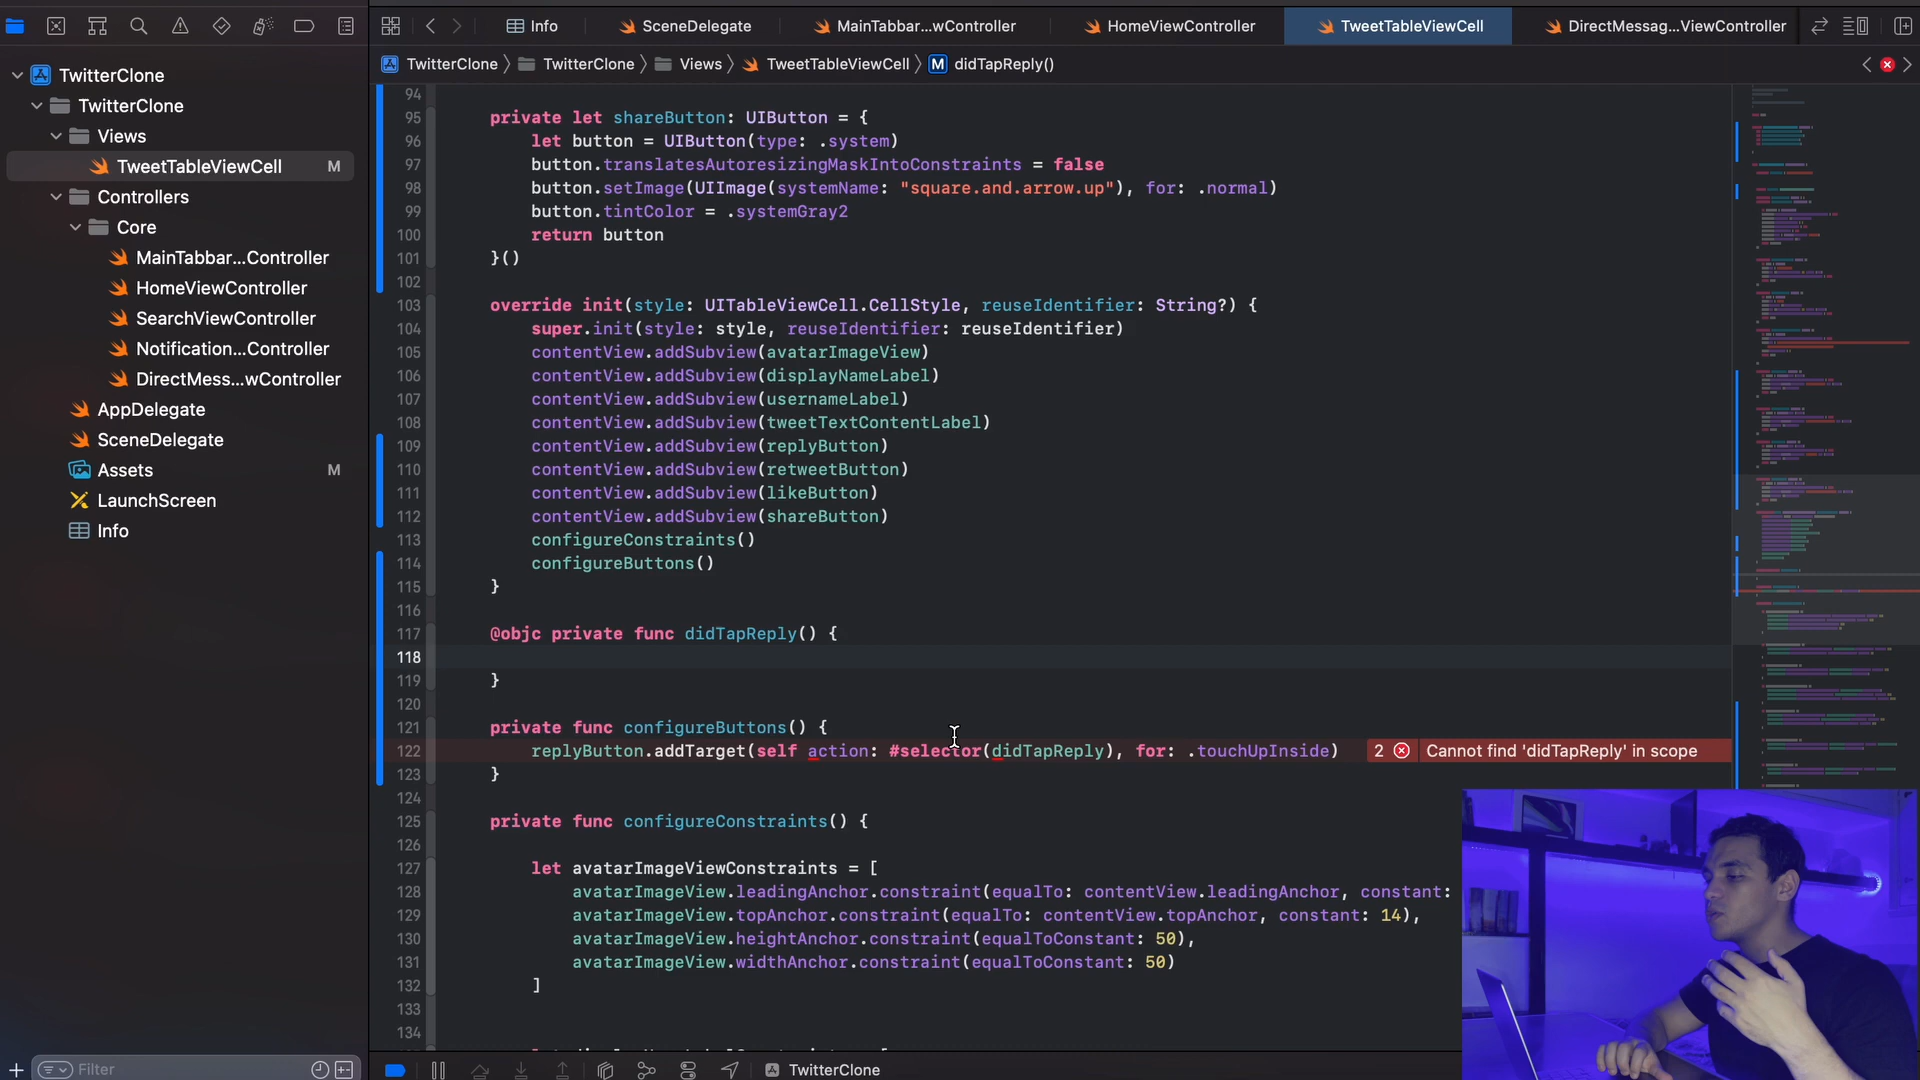 Info
SceneDelegate
MainTabbar...wController
HomeViewController
TweetTableViewCell
DirectMessag...ViewController
TwitterClone
TwitterClone
Views
TweetTableViewCell
M
didTapReply()
TwitterClone
TwitterClone
Views
TweetTableViewCell M
Controllers
Core
MainTabbar...Controller
HomeViewController
SearchViewController
Notification...Controller
DirectMess...wController
AppDelegate
SceneDelegate
Assets M
LaunchScreen
Info
Filter
94
95 private let shareButton: UIButton = {
96 let button = UIButton(type: .system)
97 button.translatesAutoresizingMaskIntoConstraints = false
98 button.setImage(UIImage(systemName: "square.and.arrow.up"), for: .normal)
99 button.tintColor = .systemGray2
100 return button
101 }()
102
103 override init(style: UITableViewCell.CellStyle, reuseIdentifier: String?) {
104 super.init(style: style, reuseIdentifier: reuseIdentifier)
105 contentView.addSubview(avatarImageView)
106 contentView.addSubview(displayNameLabel)
107 contentView.addSubview(usernameLabel)
108 contentView.addSubview(tweetTextContentLabel)
109 contentView.addSubview(replyButton)
110 contentView.addSubview(retweetButton)
111 contentView.addSubview(likeButton)
112 contentView.addSubview(shareButton)
113 configureConstraints()
114 configureButtons()
115 }
116
117 @objc private func didTapReply() {
118
119 }
120
121 private func configureButtons() {
122 replyButton.addTarget(self action: #selector(didTapReply), for: .touchUpInside) 2 Cannot find 'didTapReply' in scope
123 }
124
125 private func configureConstraints() {
126
127 let avatarImageViewConstraints = [
128 avatarImageView.leadingAnchor.constraint(equalTo: contentView.leadingAnchor, constant:
129 avatarImageView.topAnchor.constraint(equalTo: contentView.topAnchor, constant: 14),
130 avatarImageView.heightAnchor.constraint(equalToConstant: 50),
131 avatarImageView.widthAnchor.constraint(equalToConstant: 50)
132 ]
133
134
TwitterClone